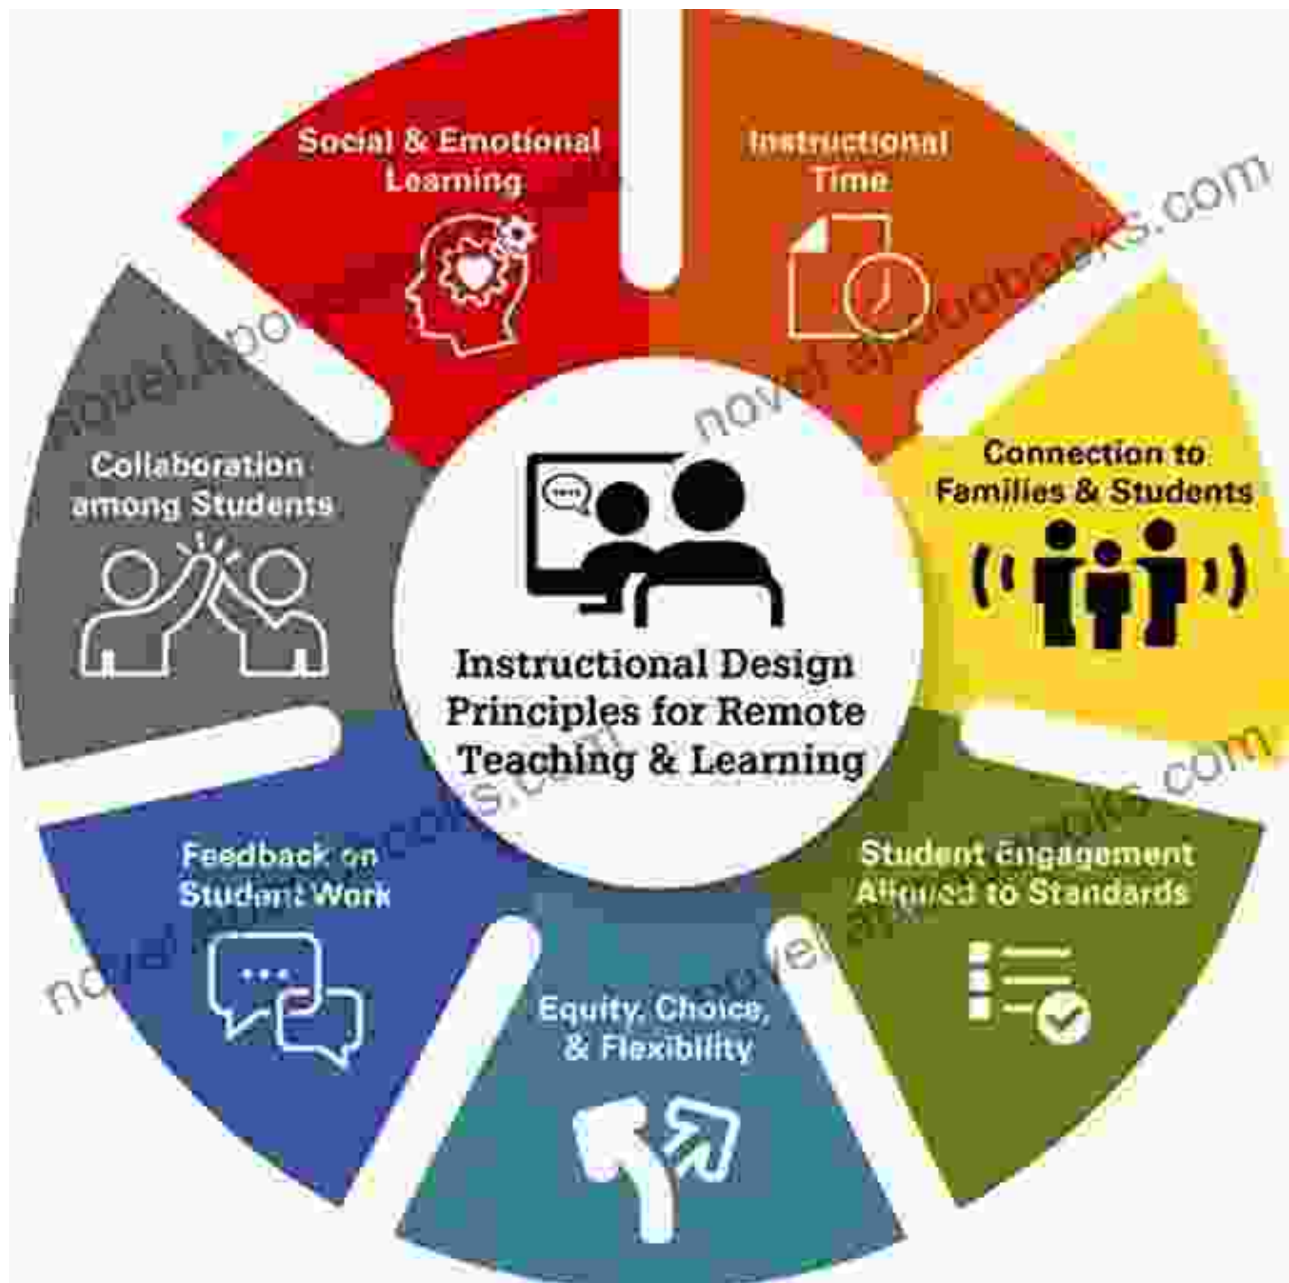 Social & Emotional
Learning
Instructional
Time
Connection to
Families & Students
Student Engagement
Aligned to Standards
Equity, Choice,
& Flexibility
Feedback on
Student Work
Collaboration
among Students
Instructional Design
Principles for Remote
Teaching & Learning